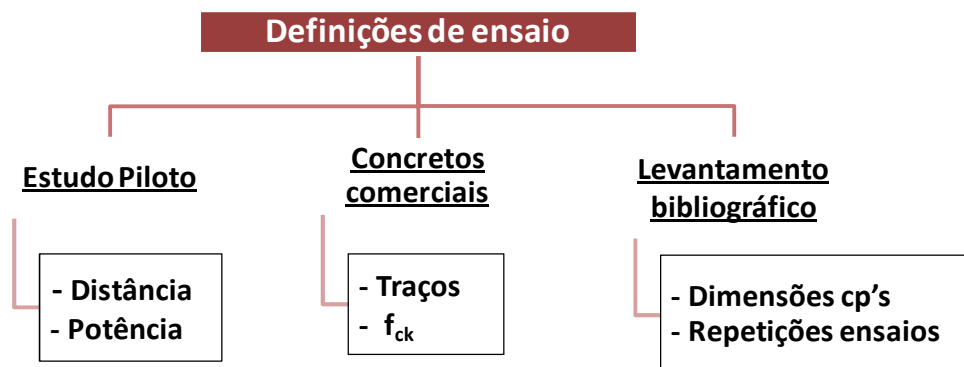 Definições de ensaio
Estudo Piloto
- Distância
- Potência
Concretos
comerciais
- Traços
- fck
Levantamento
bibliográfico
- Dimensões cp's
- Repetições ensaios